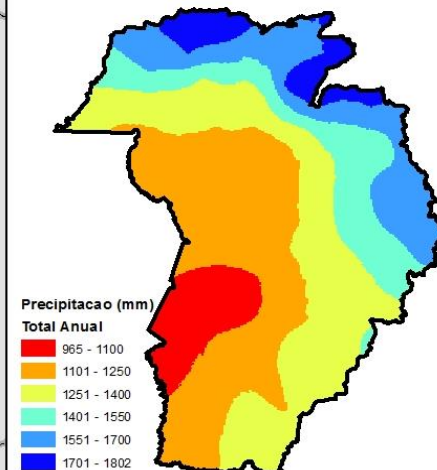 Precipitacao (mm)
Total Anual
965 - 1100
1101 - 1250
1251 - 1400
1401 - 1550
1551 - 1700
1701 - 1802